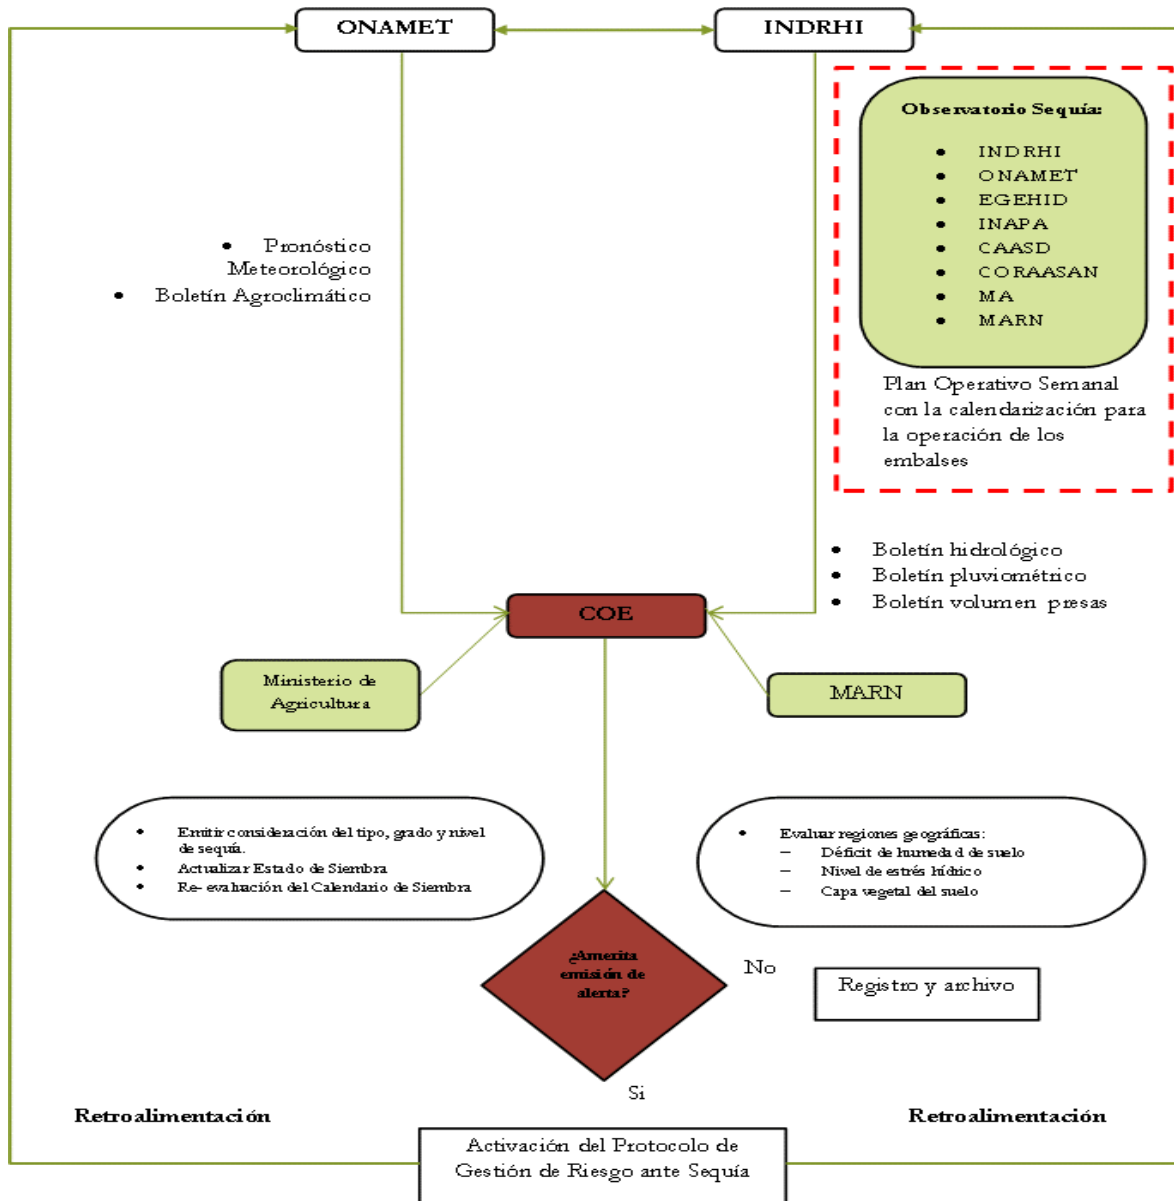 ONAMET
INDRHI
Observatorio Sequía:
• INDRHI
• ONAMET
• EGEHID
• INAPA
• CAASD
• CORAASAN
• MA
• MARN
Plan Operativo Semanal
con la calendarización para
la operación de los
embalses
• Pronóstico
Meteorológico
• Boletín Agroclimático
• Boletín hidrológico
• Boletín pluviométrico
• Boletín volumen presas
COE
Ministerio de
Agricultura
MARN
• Emitir consideración del tipo, grado y nivel
de sequía.
• Actualizar Estado de Siembra
• Re- evaluación del Calendario de Siembra
• Evaluar regiones geográficas:
– Déficit de humedad de suelo
– Nivel de estrés hídrico
– Capa vegetal del suelo
¿Amerita
emisión de
alerta?
No
Registro y archivo
Si
Retroalimentación
Retroalimentación
Activación del Protocolo de
Gestión de Riesgo ante Sequía